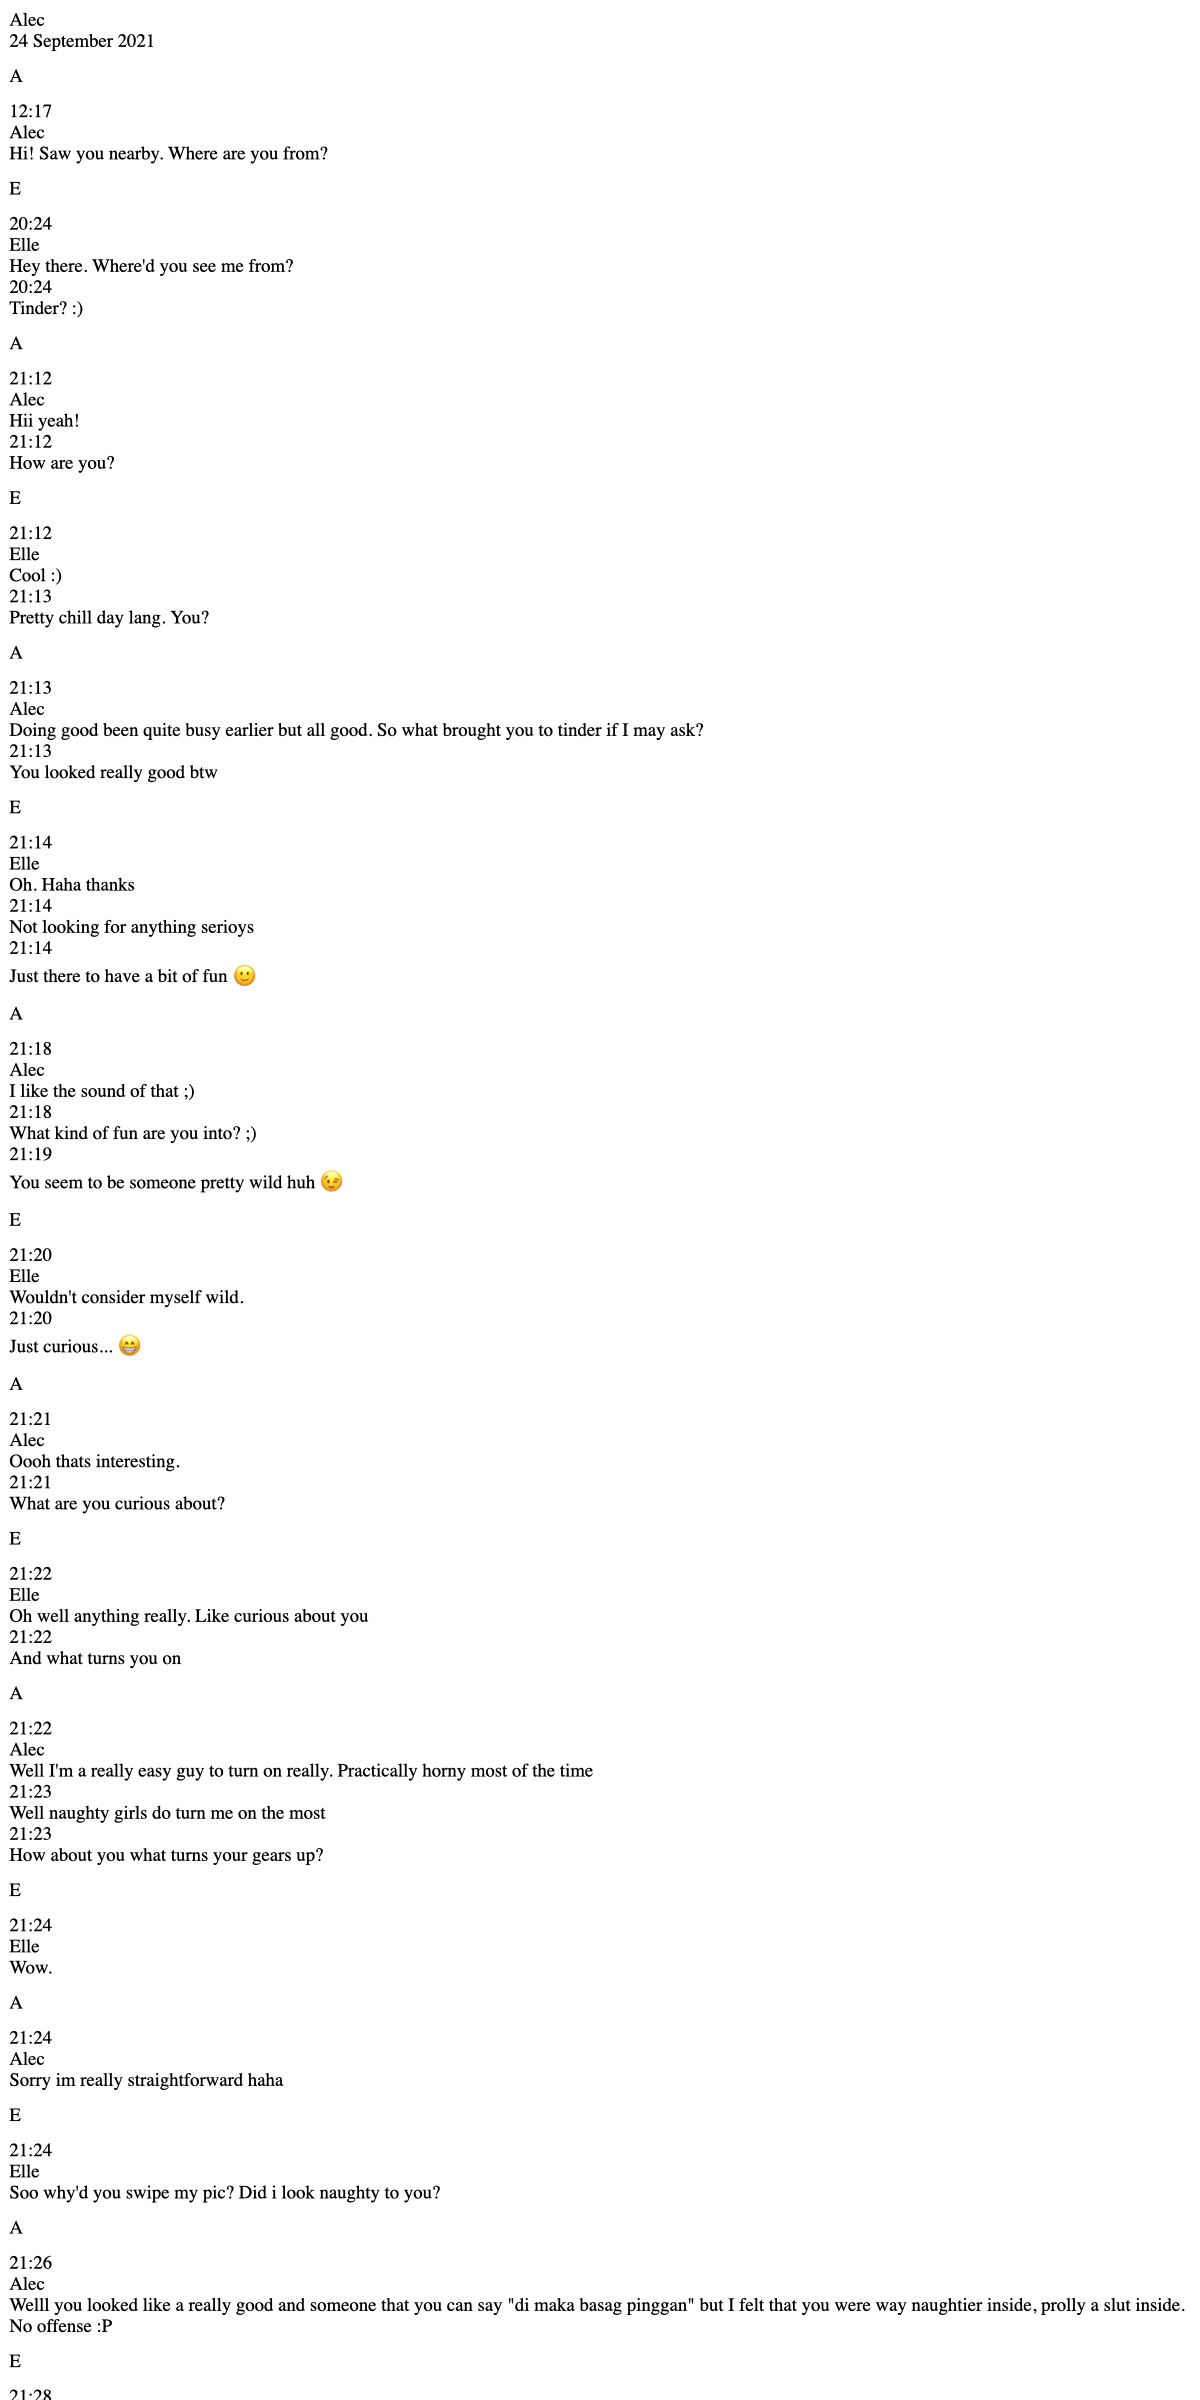 Alec
24 September 2021
A
12:17
Alec
Hi! Saw you nearby. Where are you from?
E
20:24
Elle
Hey there. Where'd you see me from?
20:24
Tinder? :)
A
21:12
Alec
Hii yeah!
21:12
How are you?
E
21:12
Elle
Cool :)
21:13
Pretty chill day lang. You?
A
21:13
Alec
Doing good been quite busy earlier but all good. So what brought you to tinder if I may ask?
21:13
You looked really good btw
E
21:14
Elle
Oh. Haha thanks
21:14
Not looking for anything serioys
21:14
Just there to have a bit of fun 🙂
A
21:18
Alec
I like the sound of that ;)
21:18
What kind of fun are you into? ;)
21:19
You seem to be someone pretty wild huh 😉
E
21:20
Elle
Wouldn't consider myself wild.
21:20
Just curious... 😁
A
21:21
Alec
Oooh thats interesting.
21:21
What are you curious about?
E
21:22
Elle
Oh well anything really. Like curious about you
21:22
And what turns you on
A
21:22
Alec
Well I'm a really easy guy to turn on really. Practically horny most of the time
21:23
Well naughty girls do turn me on the most
21:23
How about you what turns your gears up?
E
21:24
Elle
Wow.
A
21:24
Alec
Sorry im really straightforward haha
E
21:24
Elle
Soo why'd you swipe my pic? Did i look naughty to you?
A
21:26
Alec
Welll you looked like a really good and someone that you can say "di maka basag pinggan" but I felt that you were way naughtier inside, prolly a slut inside.
No offense :P
E
21:28